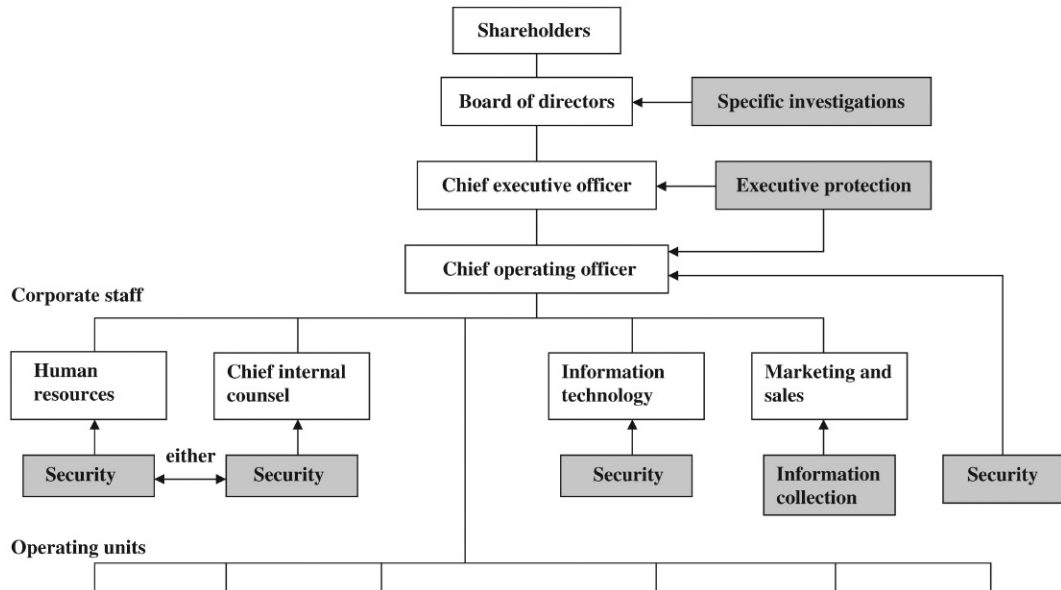 Shareholders
Board of directors
Specific investigations
Chief executive officer
Executive protection
Chief operating officer
Corporate staff
Human
resources
Chief internal
counsel
Information
technology
Marketing and
sales
Security
either
Security
Security
Information
collection
Security
Operating units